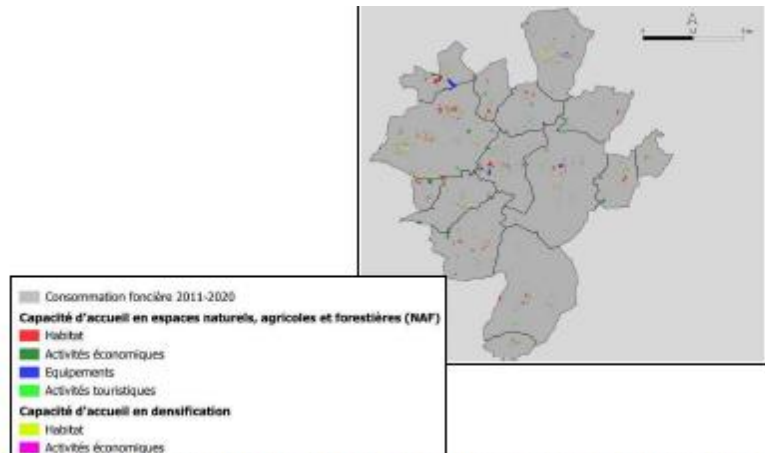 A
Consommation foncière 2011-2020
Capacité d'accueil en espaces naturels, agricoles et forestières (NAF)
Habitat
Activités économiques
Equipements
Activités touristiques
Capacité d'accueil en densification
Habitat
Activités économiques